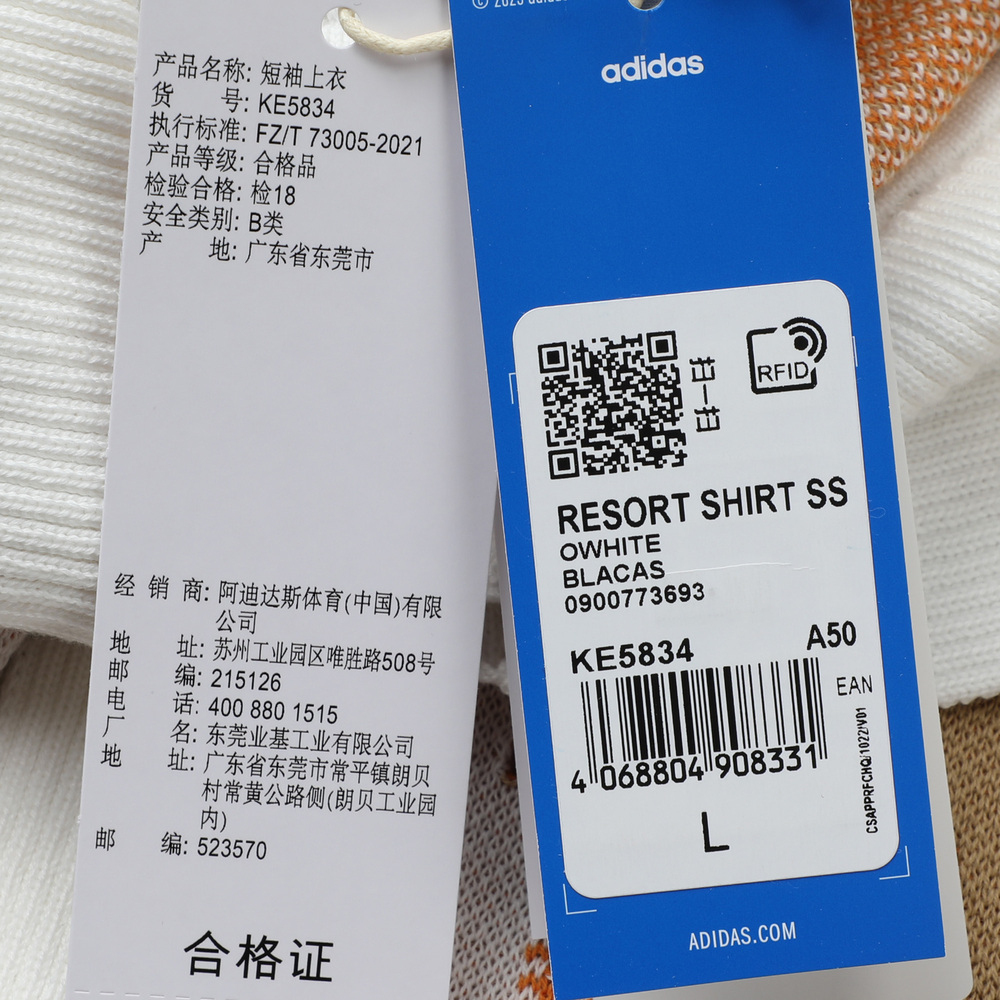 产品名称: 短袖上衣
货 号: KE5834
执行标准: FZ/T 73005-2021
产品等级: 合格品
检验合格: 检18
安全类别: B类
产 地: 广东省东莞市
经 销 商: 阿迪达斯体育(中国)有限
公司
地 址: 苏州工业园区唯胜路508号
邮 编: 215126
电 话: 400 880 1515
厂 名: 东莞业基工业有限公司
地 址: 广东省东莞市常平镇朗贝
村常黄公路侧(朗贝工业园
内)
邮 编: 523570
合格证
© 2023 adidas
adidas
RFID
RESORT SHIRT SS
OWHITE
BLACAS
0900773693
KE5834 A50
EAN
4 068804 908331
CSAPPRFCHQ/1022/V01
L
ADIDAS.COM